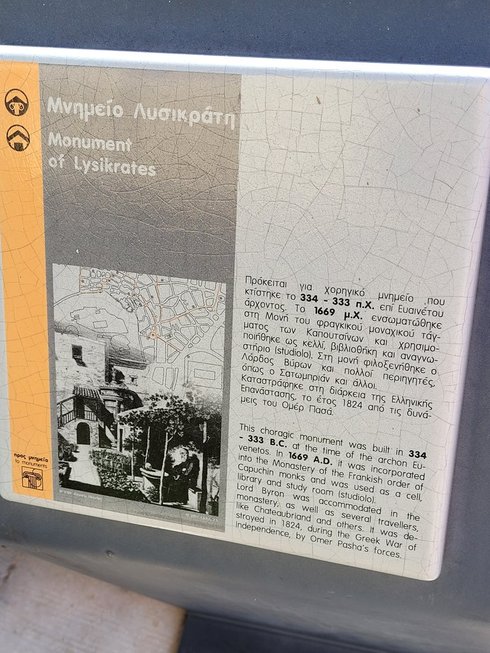 Μνημείο Λυσικράτη
Monument
of Lysikrates
Πρόκειται για χορηγικό μνημείο που
κτίστηκε το 334 - 333 π.Χ. επί Ευαινέτου
άρχοντος. Το 1669 μ.Χ. ενσωματώθηκε
στη Μονή του φραγκικού μοναχικού τάγ-
ματος των Καπουτσίνων και χρησιμο-
ποιήθηκε ως κελλί, βιβλιοθήκη και αναγνω-
στήριο (studiolo). Στη μονή φιλοξενήθηκε ο
Λόρδος Βύρων και πολλοί περιηγητές,
όπως ο Σατωμπριάν και άλλοι.
Καταστράφηκε στη διάρκεια της Ελληνικής
Επανάστασης, το έτος 1824 από τις δυνά-
μεις του Ομέρ Πασά.
This choragic monument was built in 334
- 333 B.C. at the time of the archon Eu-
venetos. In 1669 A.D. it was incorporated
into the Monastery of the Frankish order of
Capuchin monks and was used as a cell,
library and study room (studiolo).
Lord Byron was accommodated in the
monastery, as well as several travellers,
like Chateaubriand and others. It was de-
stroyed in 1824, during the Greek War of
Independence, by Omer Pasha's forces.
προς μνημεία
to monuments